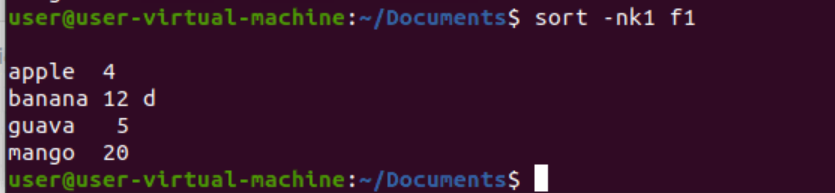 user@user-virtual-machine:~/Documents$ sort -nk1 f1
apple  4
banana 12 d
guava   5
mango  20
user@user-virtual-machine:~/Documents$